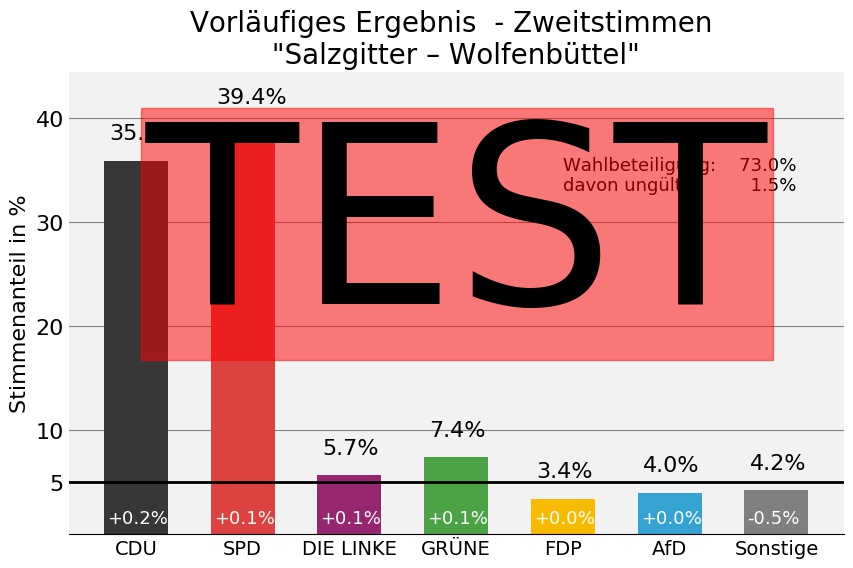 Vorläufiges Ergebnis - Zweitstimmen
"Salzgitter – Wolfenbüttel"
Stimmenanteil in %
40
30
20
10
5
39.4%
5.7%
7.4%
3.4%
4.0%
4.2%
TEST
Wahlbeteiligung: 73.0%
davon 1.5%
+0.2%
+0.1%
+0.1%
+0.1%
+0.0%
+0.0%
-0.5%
CDU
SPD
DIE LINKE
GRÜNE
FDP
AfD
Sonstige